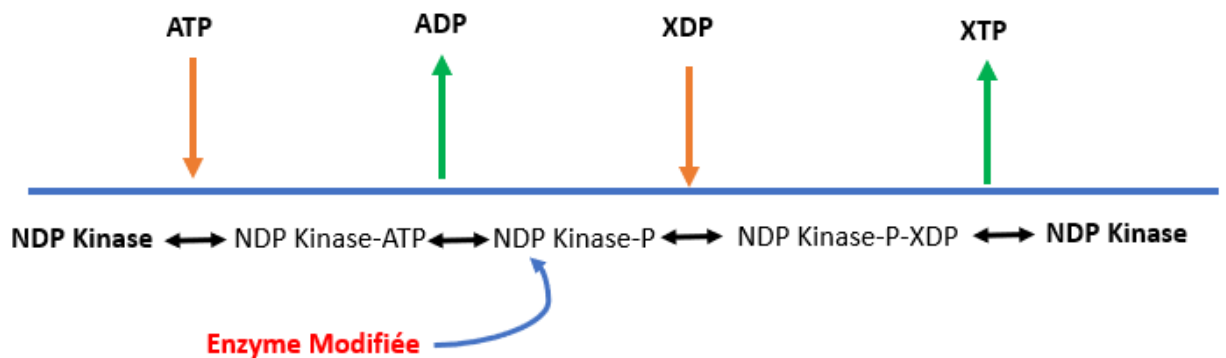 ATP ADP XDP XTP
NDP Kinase NDP Kinase-ATP NDP Kinase-P NDP Kinase-P-XDP NDP Kinase
Enzyme Modifiée